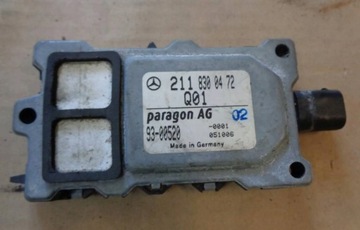 211 830 04 72
Q01
paragon AG 02
93-00520 -0001
051006
Made in Germany